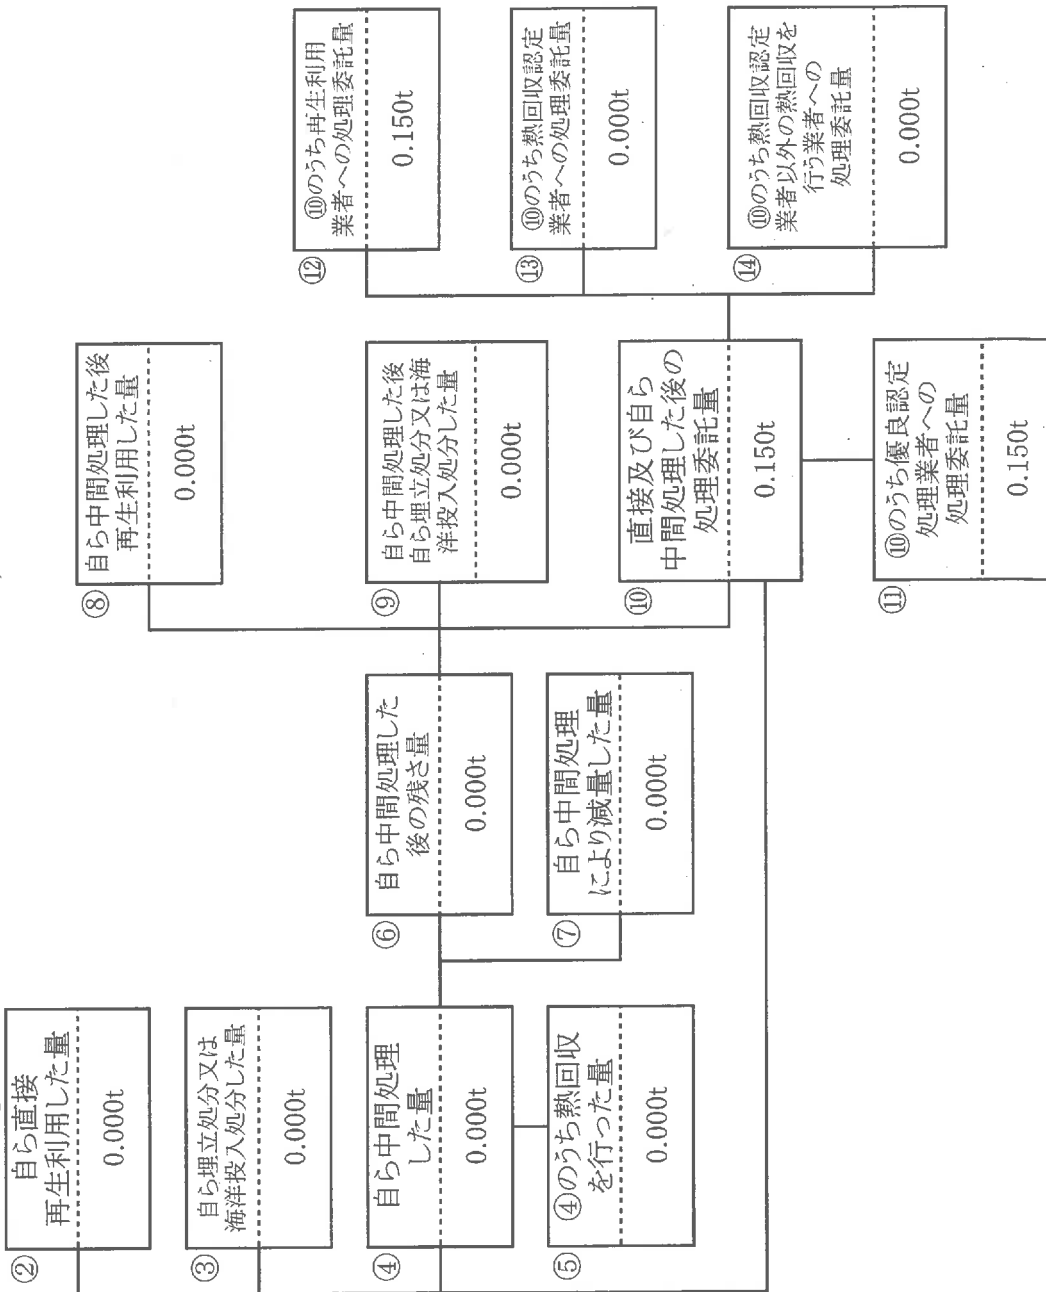 ②
自ら直接
再生利用した量
0.000t
③
自ら埋立処分又は
海洋投入処分した量
0.000t
④
自ら中間処理
した量
0.000t
⑤
④のうち熱回収
を行った量
0.000t
⑥
自ら中間処理した
後の残さ量
0.000t
⑦
自ら中間処理
により減量した量
0.000t
⑧
自ら中間処理した後
再生利用した量
0.000t
⑨
自ら中間処理した後
自ら埋立処分又は海
洋投入処分した量
0.000t
⑩
直接及び自ら
中間処理した後の
処理委託量
0.150t
⑪
⑩のうち優良認定
処理業者への
処理委託量
0.150t
⑫
⑩のうち再生利用
業者への処理委託量
0.150t
⑬
⑩のうち熱回収認定
業者への処理委託量
0.000t
⑭
⑩のうち熱回収認定
業者以外の熱回収を
行う業者への
処理委託量
0.000t